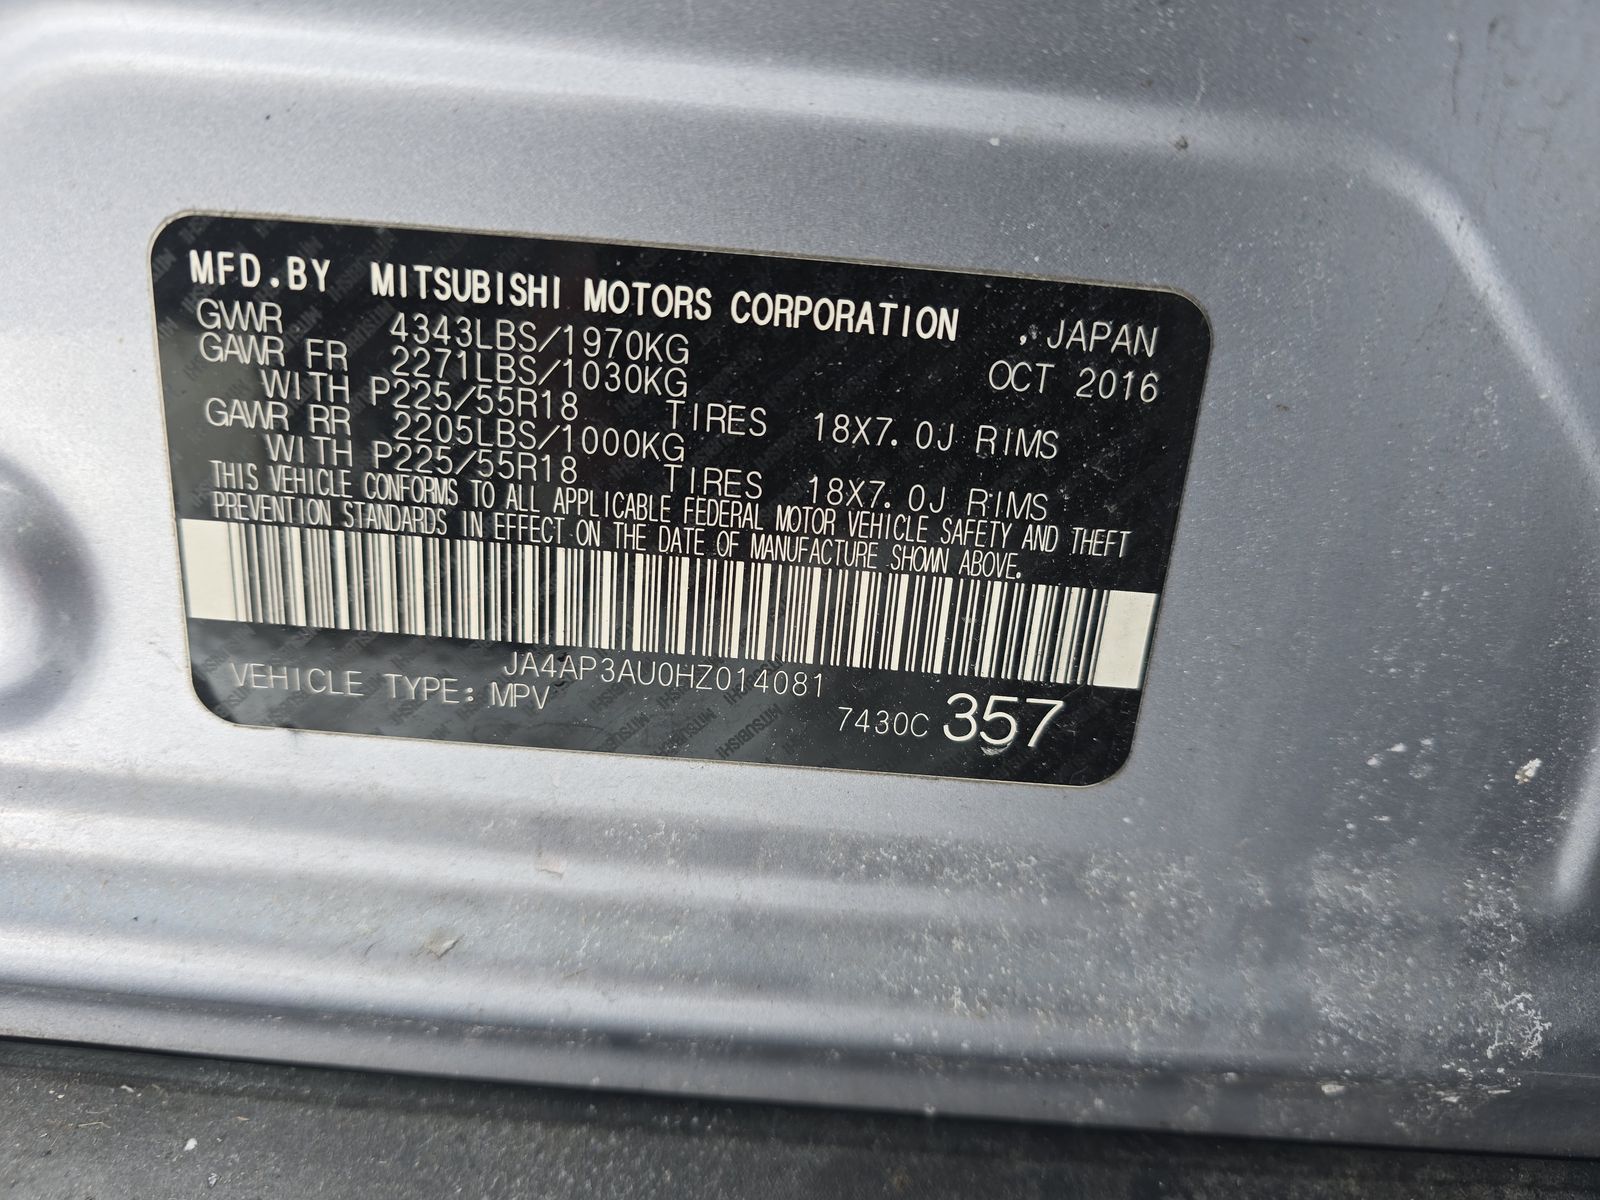 MFD.BY MITSUBISHI MOTORS CORPORATION , JAPAN
GWWR 4343LBS/1970KG OCT 2016
GAWR FR 2271LBS/1030KG
WITH P225/55R18 TIRES 18X7.0J RIMS
GAWR RR 2205LBS/1000KG
WITH P225/55R18 TIRES 18X7.0J RIMS
THIS VEHICLE CONFORMS TO ALL APPLICABLE FEDERAL MOTOR VEHICLE SAFETY AND THEFT
PREVENTION STANDARDS IN EFFECT ON THE DATE OF MANUFACTURE SHOWN ABOVE.
JA4AP3AU0HZ014081
VEHICLE TYPE: MPV
7430C 357